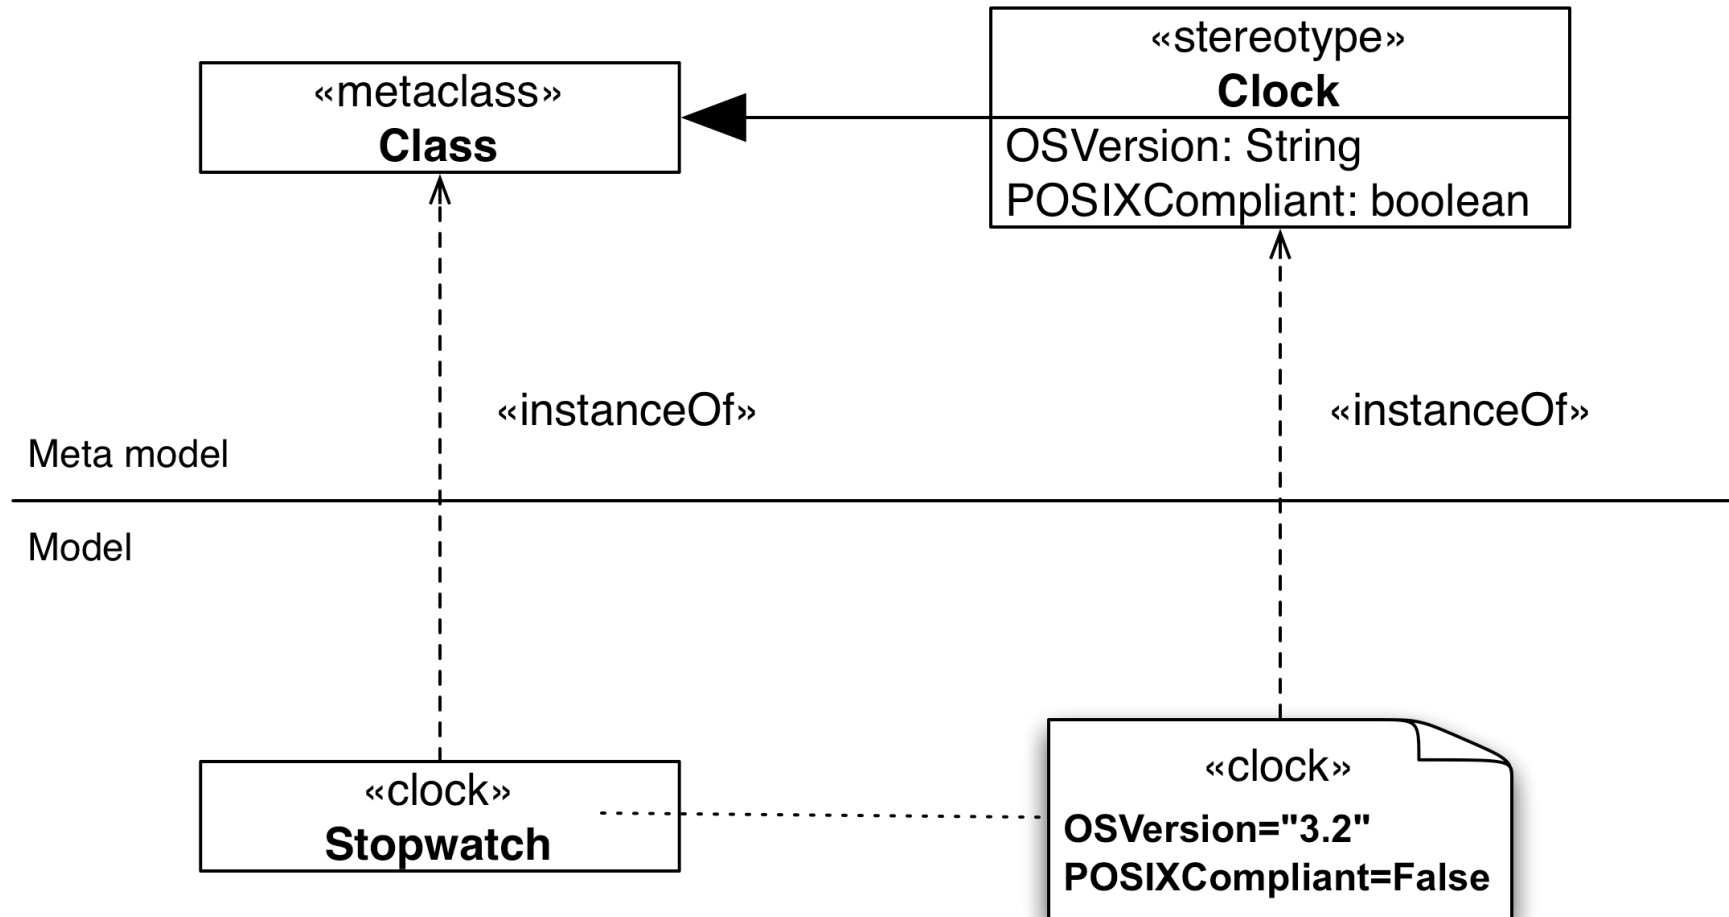 «metaclass»
Class
«stereotype»
Clock
OSVersion: String
POSIXCompliant: boolean
«instanceOf»
«instanceOf»
Meta model
Model
«clock»
Stopwatch
«clock»
OSVersion="3.2"
POSIXCompliant=False